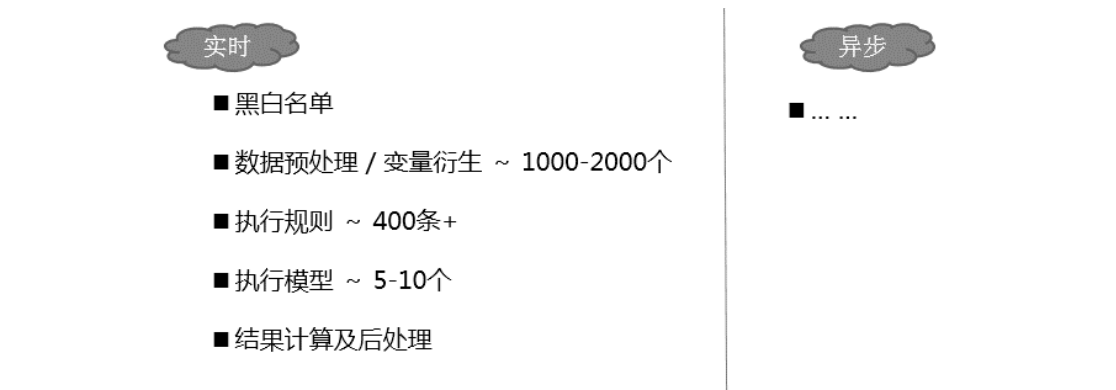 实时
■ 黑白名单
■ 数据预处理 / 变量衍生 ~ 1000-2000个
■ 执行规则 ~ 400条+
■ 执行模型 ~ 5-10个
■ 结果计算及后处理
异步
■ ... ...